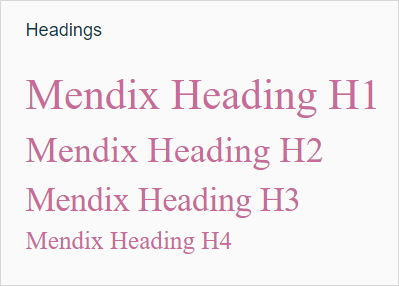 Headings
Mendix Heading H1
Mendix Heading H2
Mendix Heading H3
Mendix Heading H4